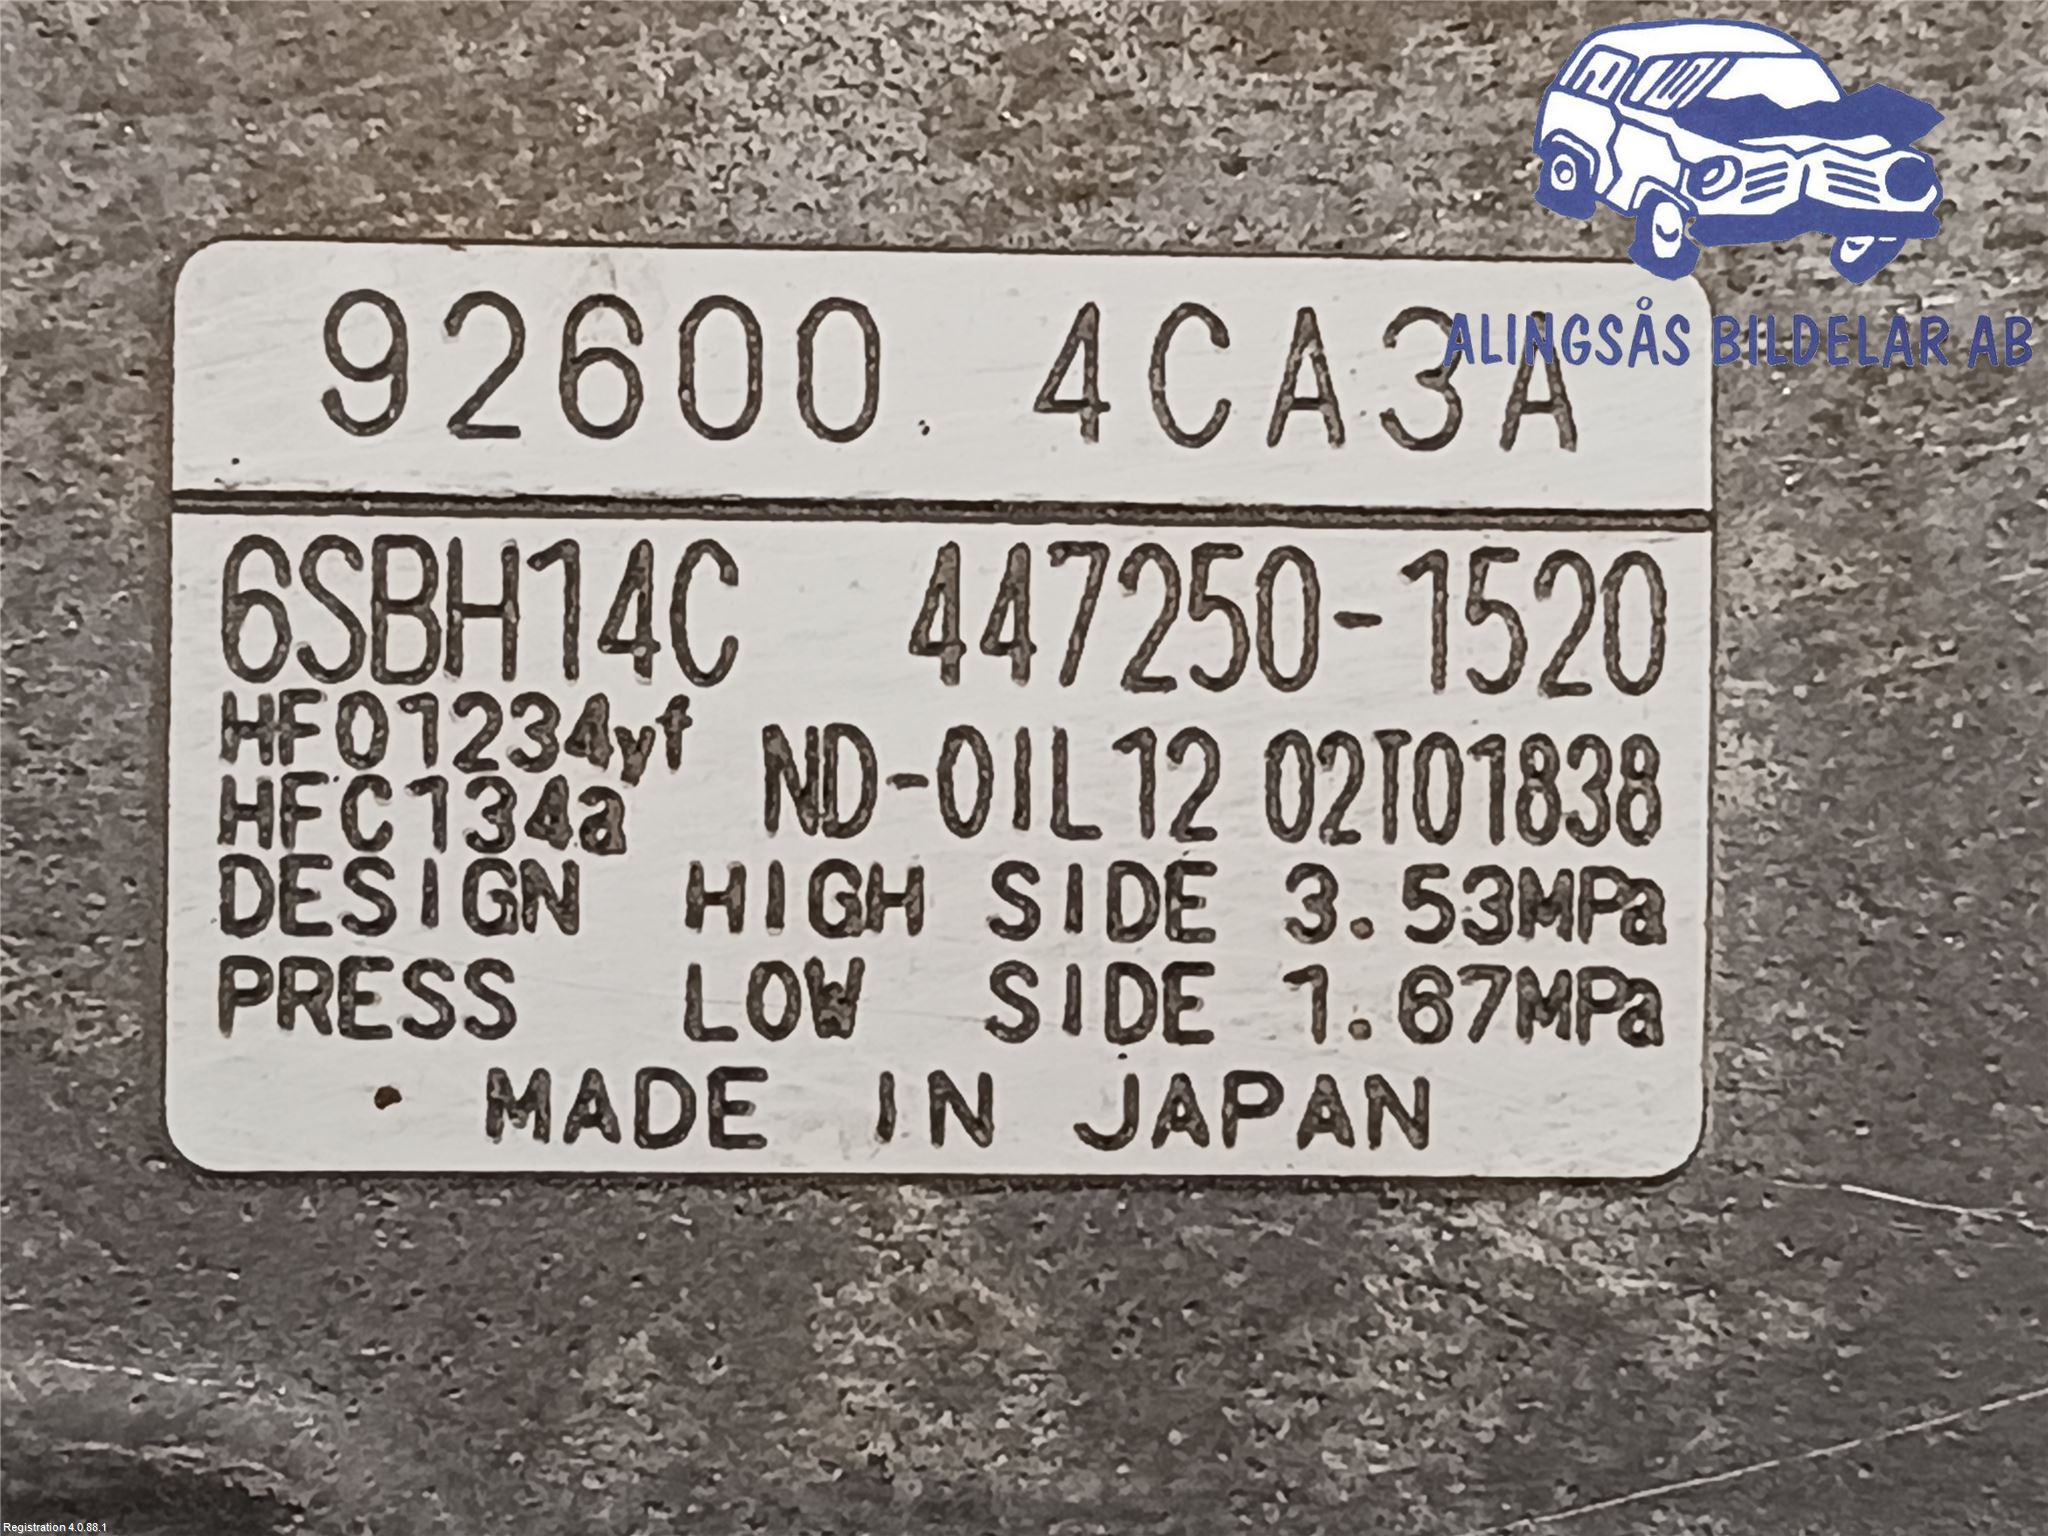 92600 4CA3A
ALINGSÅS BILDELAR AB
6SBH14C 447250-1520
HFO1234yf
HFC134a ND-OIL12 02T01838
DESIGN HIGH SIDE 3.53MPa
PRESS LOW SIDE 1.67MPa
MADE IN JAPAN
Registration 4.0.88.1